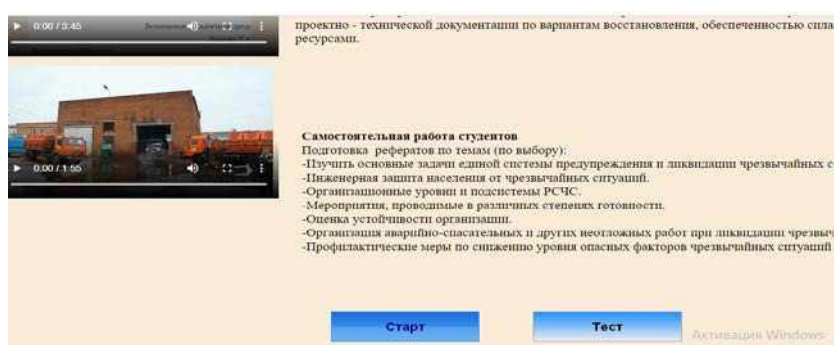 0:00 / 3:45
проектно - технической документации по вариантам восстановления, обеспеченностью сила
ресурсами.
0:00 / 1:55
Самостоятельная работа студентов
Подготовка рефератов по темам (по выбору):
-Изучить основные задачи единой системы предупреждения и ликвидации чрезвычайных с
-Инженерная защита населения от чрезвычайных ситуаций.
-Организационные уровни и подсистемы РСЧС.
-Мероприятия, проводимые в различных степенях готовности.
-Оценка устойчивости организации.
-Организация аварийно-спасательных и других неотложных работ при ликвидации чрезвыч
-Профилактические меры по снижению уровня опасных факторов чрезвычайных ситуаций
Старт
Тест
Активация Windows